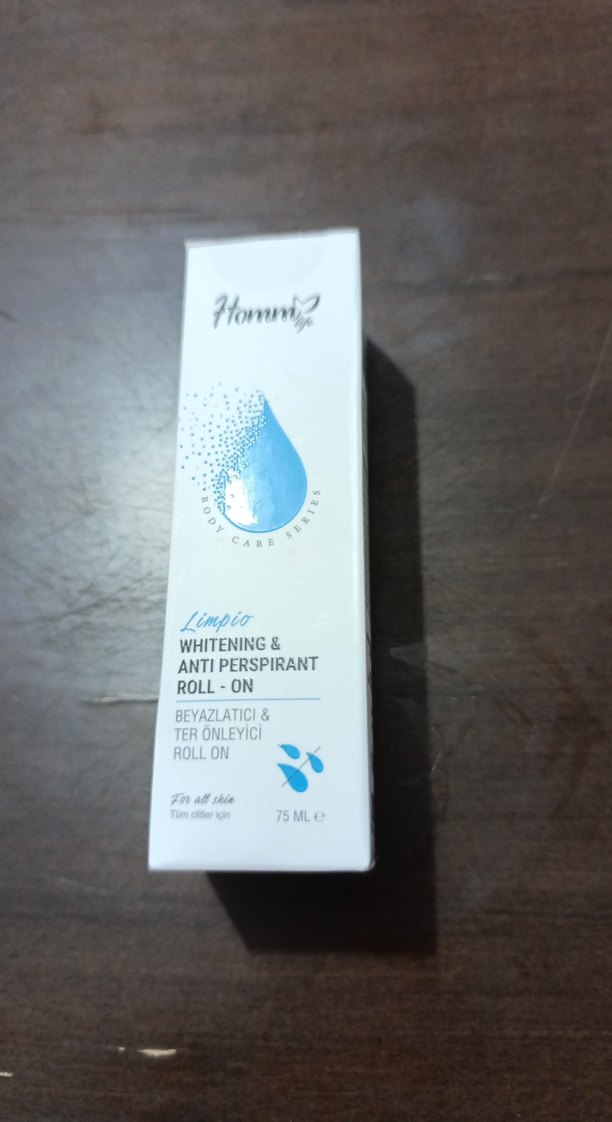 Homm
life
BODY CARE SERIES
Limpio
WHITENING &
ANTI PERSPIRANT
ROLL - ON
BEYAZLATICI &
TER ÖNLEYİCİ
ROLL ON
For all skin
Tüm ciltler için
75 ML ℮